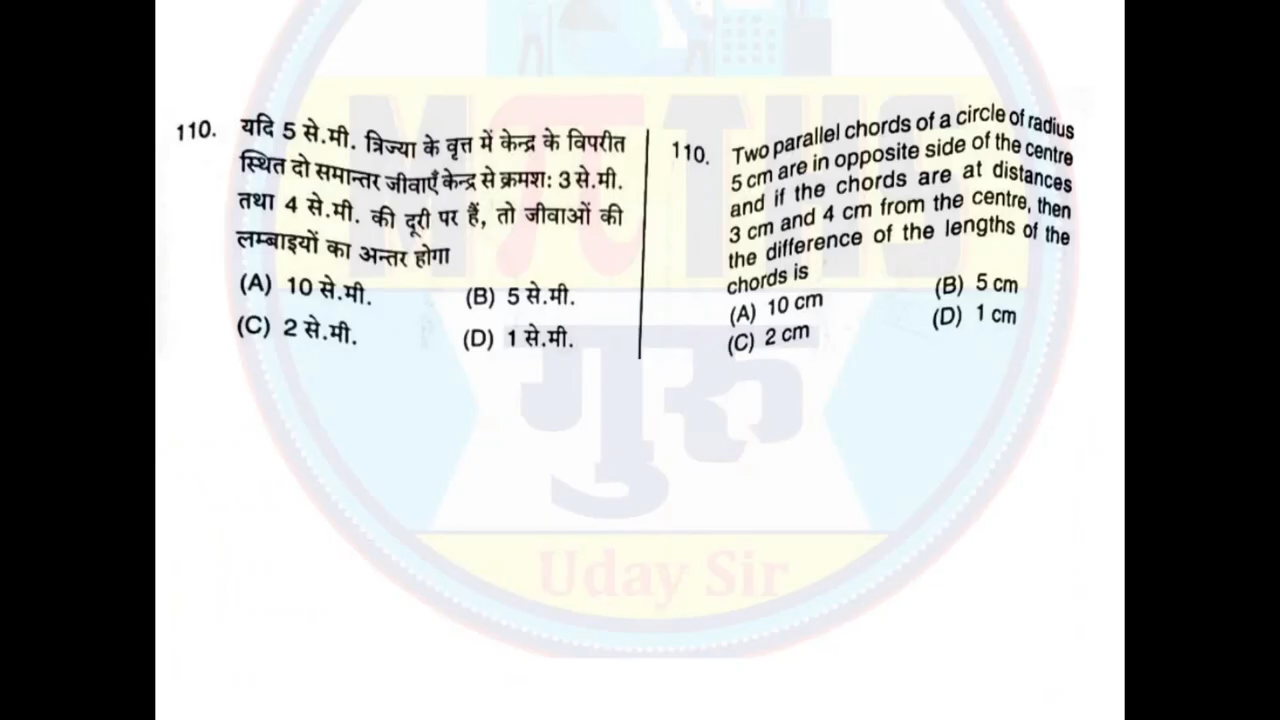 110. यदि 5 से.मी. त्रिज्या के वृत्त में केन्द्र के विपरीत
स्थित दो समान्तर जीवाएँ केन्द्र से क्रमश: 3 से.मी.
तथा 4 से.मी. की दूरी पर हैं, तो जीवाओं की
लम्बाइयों का अन्तर होगा
(A) 10 से.मी. (B) 5 से.मी.
(C) 2 से.मी. (D) 1 से.मी.
110. Two parallel chords of a circle of radius
5 cm are in opposite side of the centre
and if the chords are at distances
3 cm and 4 cm from the centre, then
the difference of the lengths of the
chords is
(A) 10 cm (B) 5 cm
(C) 2 cm (D) 1 cm
MπTHS
गुरु
Uday Sir